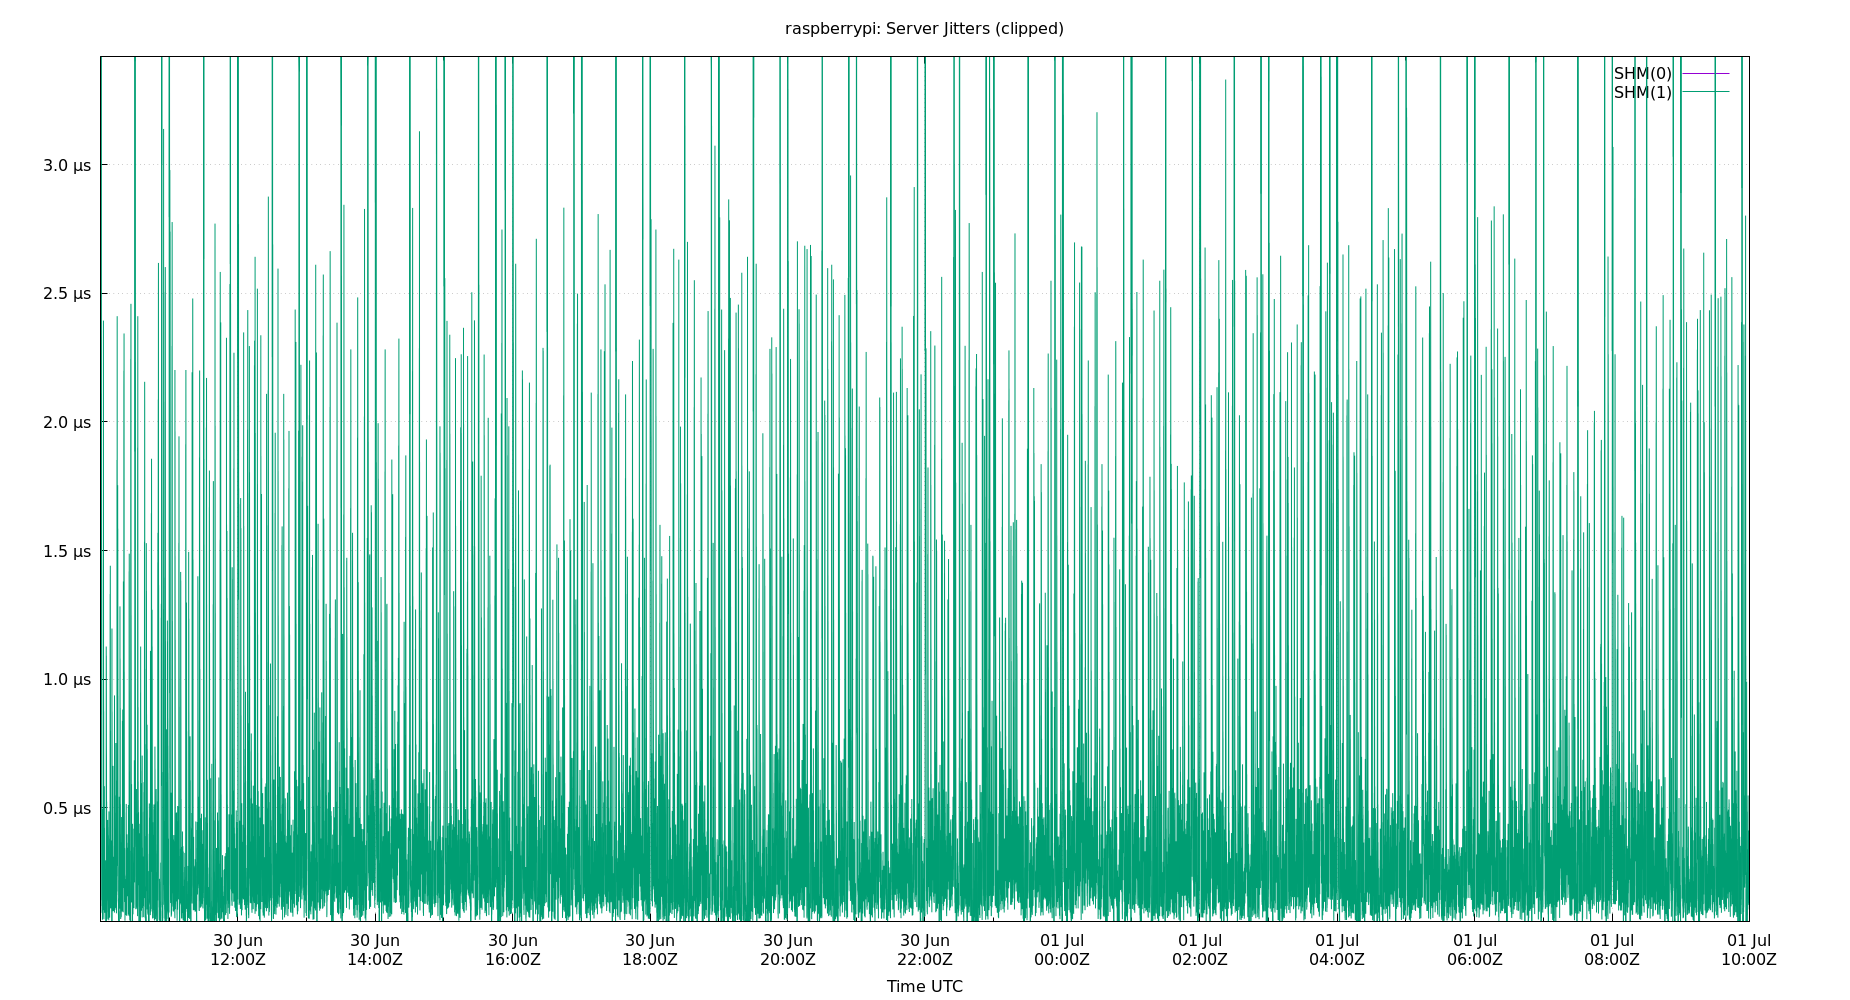 raspberrypi: Server Jitters (clipped)
SHM(0)
SHM(1)
3.0 µs
2.5 µs
2.0 µs
1.5 µs
1.0 µs
0.5 µs
30 Jun 30 Jun 30 Jun 30 Jun 30 Jun 30 Jun 01 Jul 01 Jul 01 Jul 01 Jul 01 Jul 01 Jul
12:00Z 14:00Z 16:00Z 18:00Z 20:00Z 22:00Z 00:00Z 02:00Z 04:00Z 06:00Z 08:00Z 10:00Z
Time UTC